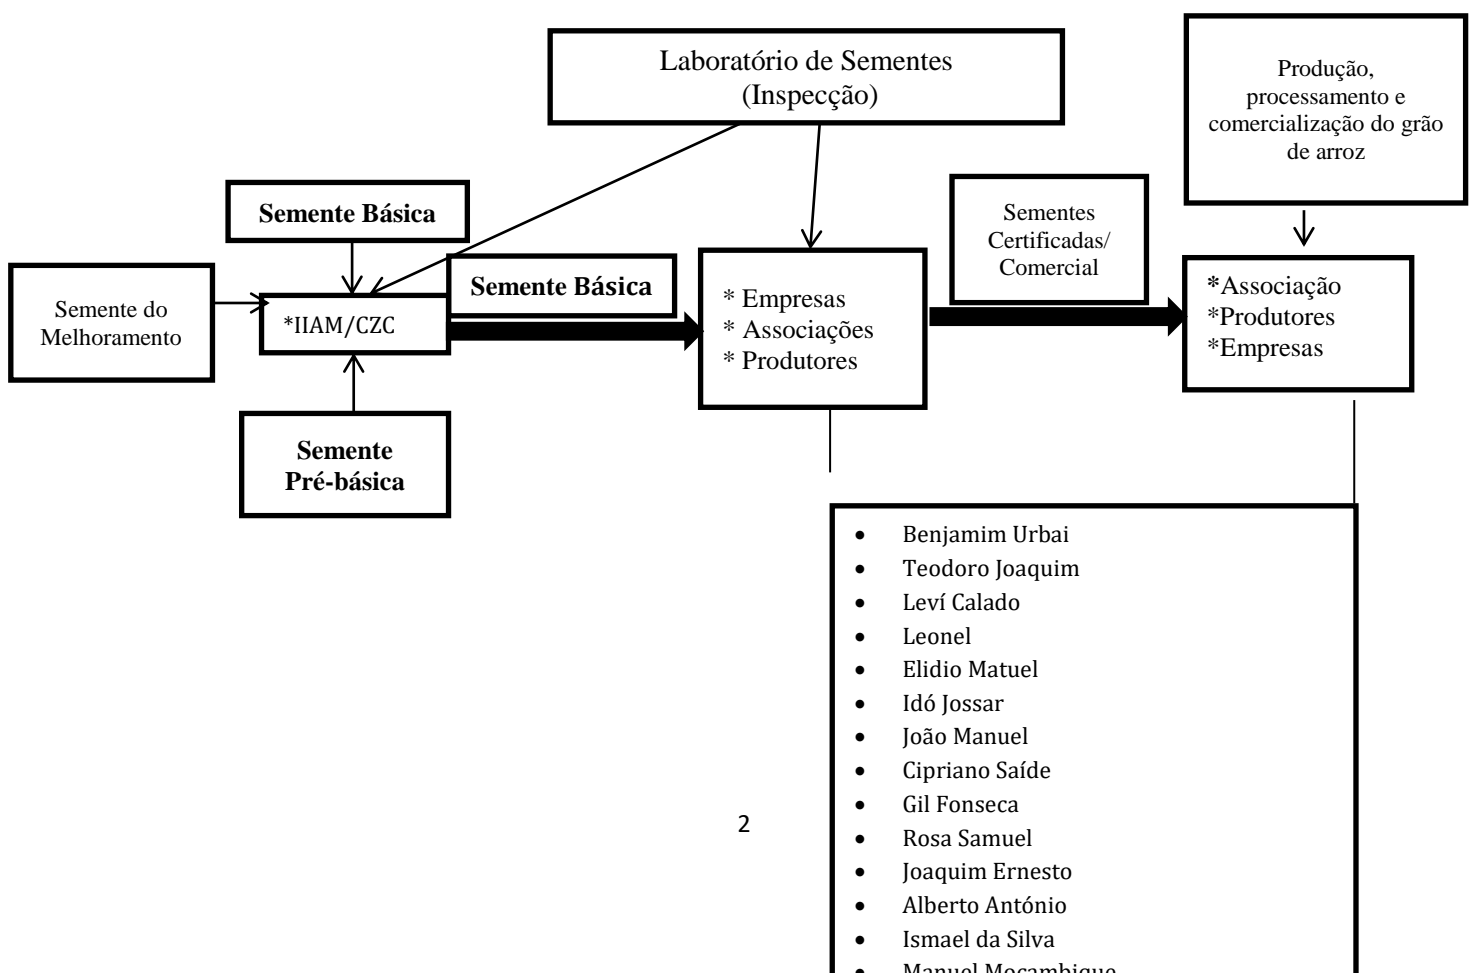 Laboratório de Sementes
(Inspecção)
Produção,
processamento e
comercialização do grão
de arroz
Semente Básica
Sementes
Certificadas/
Comercial
Semente do
Melhoramento
*IIAM/CZC
Semente Básica
* Empresas
* Associações
* Produtores
*Associação
*Produtores
*Empresas
Semente
Pré-básica
• Benjamim Urbai
• Teodoro Joaquim
• Leví Calado
• Leonel
• Elidio Matuel
• Idó Jossar
• João Manuel
• Cipriano Saíde
• Gil Fonseca
• Rosa Samuel
• Joaquim Ernesto
• Alberto António
• Ismael da Silva
• Manuel Moçambique
2